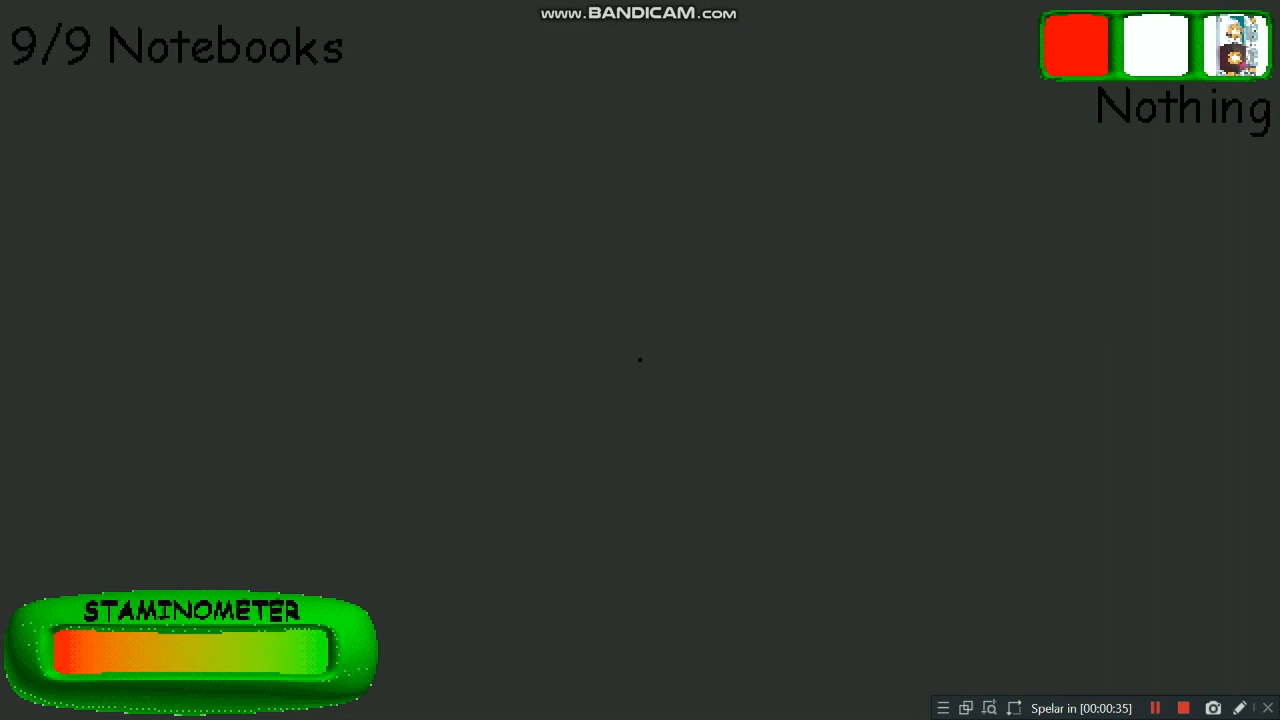 www.BANDICAM.com
9/9 Notebooks
Nothing
STAMINOMETER
Spelar in [00:00:35]